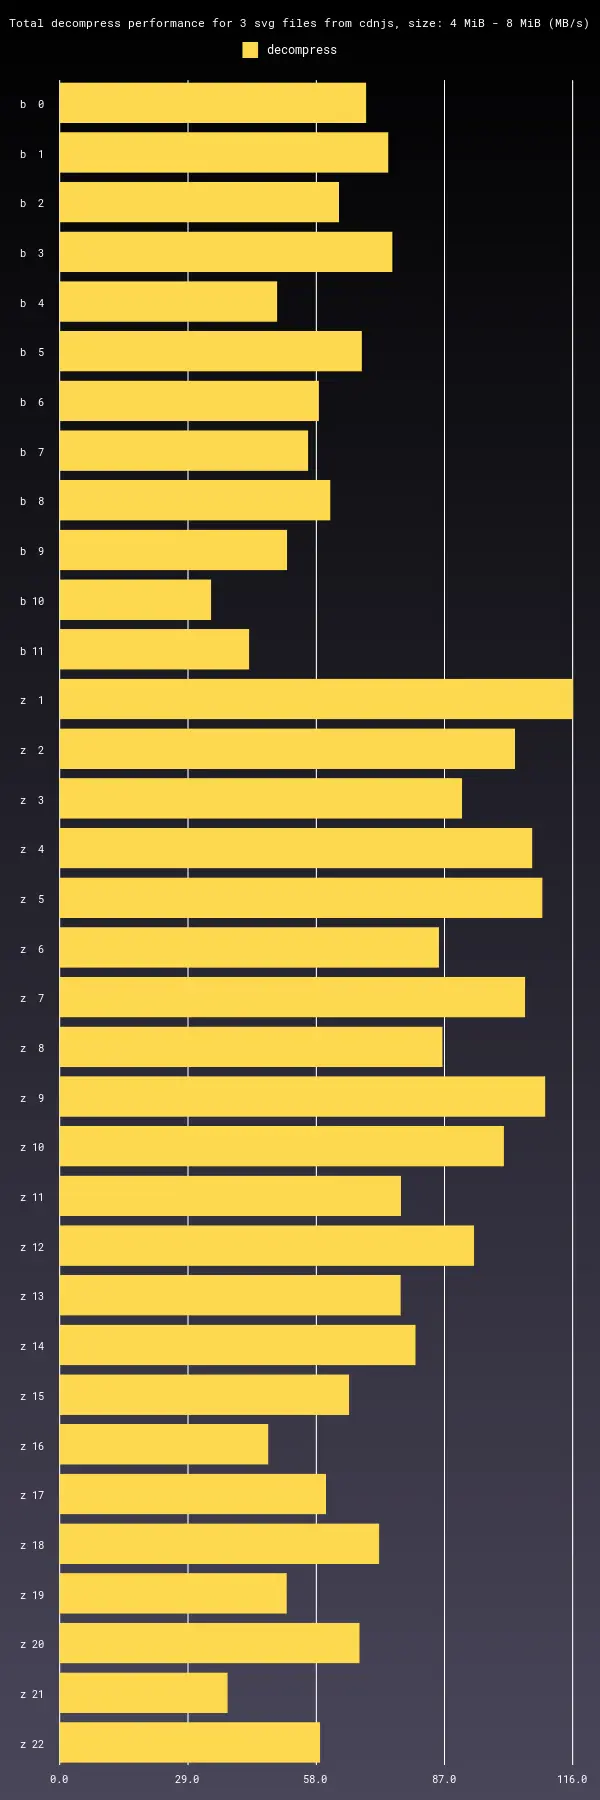 Total decompress performance for 3 svg files from cdnjs, size: 4 MiB - 8 MiB (MB/s)
decompress
b 0
b 1
b 2
b 3
b 4
b 5
b 6
b 7
b 8
b 9
b 10
b 11
z 1
z 2
z 3
z 4
z 5
z 6
z 7
z 8
z 9
z 10
z 11
z 12
z 13
z 14
z 15
z 16
z 17
z 18
z 19
z 20
z 21
z 22
0.0 29.0 58.0 87.0 116.0